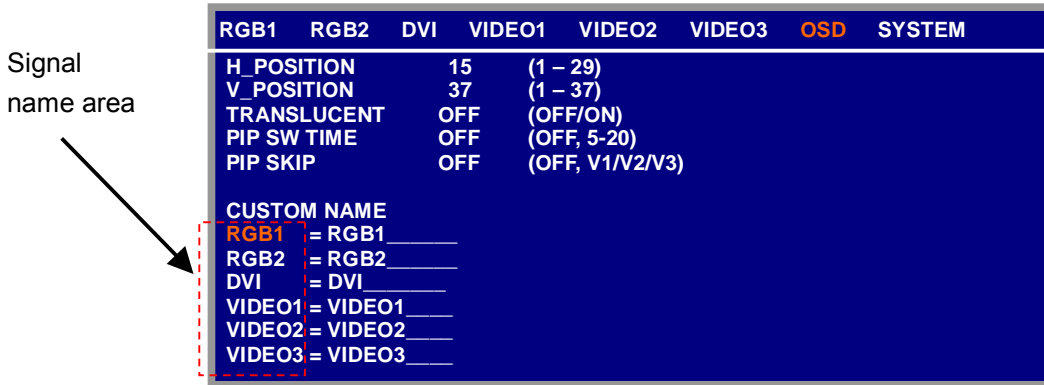 Signal
name area
RGB1 RGB2 DVI VIDEO1 VIDEO2 VIDEO3 OSD SYSTEM
H_POSITION 15 (1 – 29)
V_POSITION 37 (1 – 37)
TRANSLUCENT OFF (OFF/ON)
PIP SW TIME OFF (OFF, 5-20)
PIP SKIP OFF (OFF, V1/V2/V3)
CUSTOM NAME
RGB1 = RGB1______
RGB2 = RGB2______
DVI = DVI_______
VIDEO1 = VIDEO1____
VIDEO2 = VIDEO2____
VIDEO3 = VIDEO3____